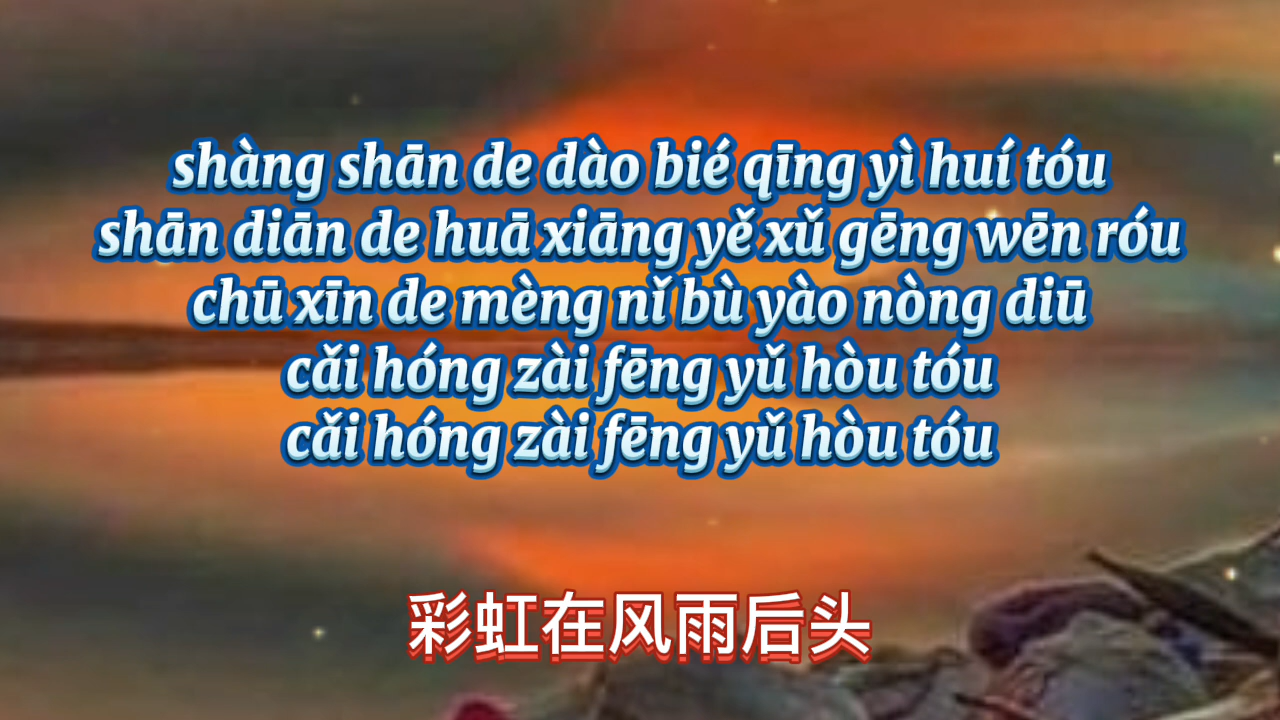 shàng shān de dào bié qīng yì huí tóu
shān diān de huā xiāng yě xǔ gēng wēn róu
chū xīn de mèng nǐ bù yào nòng diū
cǎi hóng zài fēng yǔ hòu tóu
cǎi hóng zài fēng yǔ hòu tóu
彩虹在风雨后头